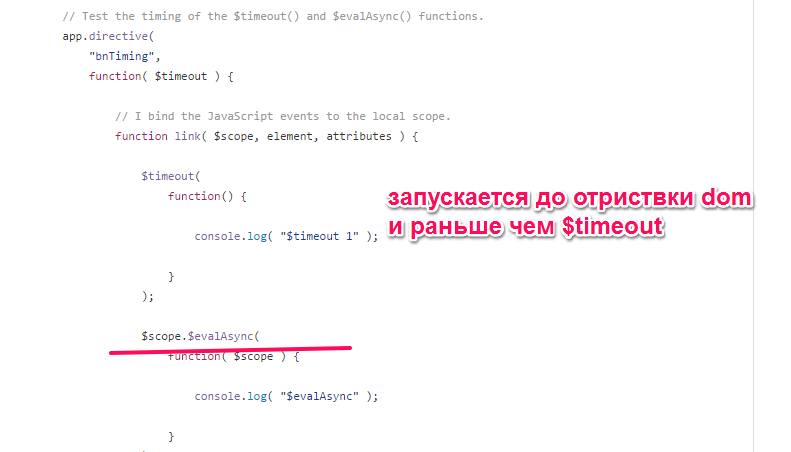 // Test the timing of the $timeout() and $evalAsync() functions.
app.directive(
"bnTiming",
function( $timeout ) {
// I bind the JavaScript events to the local scope.
function link( $scope, element, attributes ) {
$timeout(
function() {
запускается до отриствки dom
и раньше чем $timeout
console.log( "$timeout 1" );
}
);
$scope.$evalAsync(
function( $scope ) {
console.log( "$evalAsync" );
}